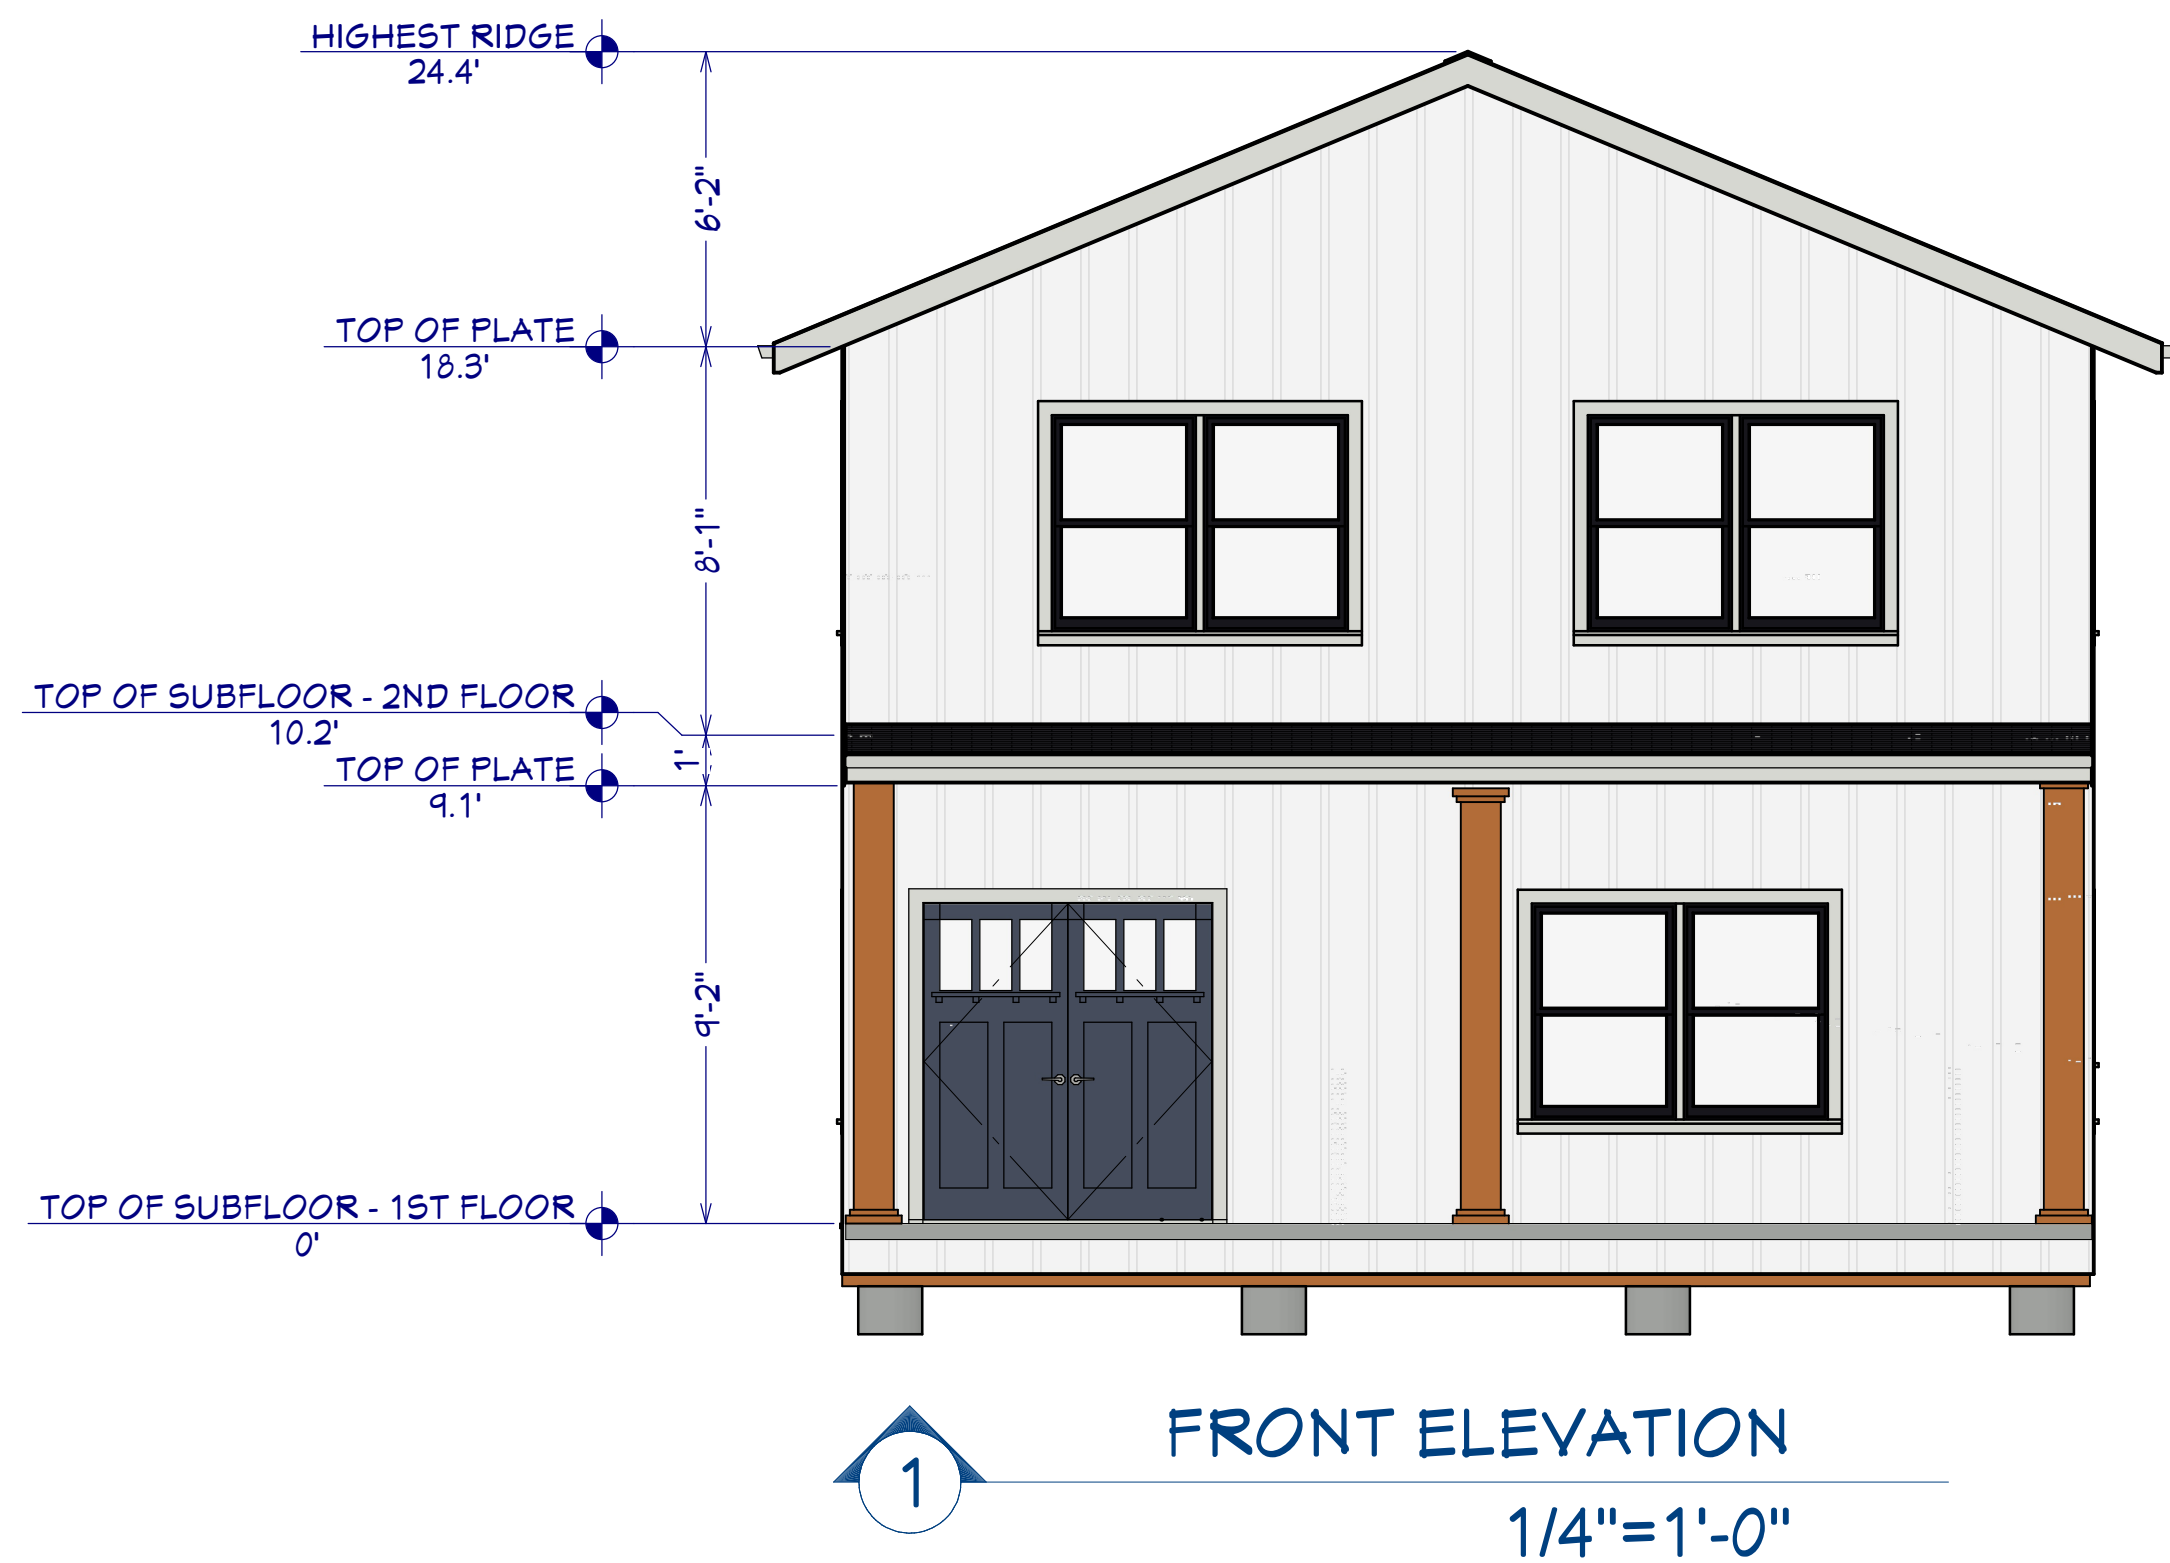 HIGHEST RIDGE
24.4'
6'-2"
TOP OF PLATE
18.3'
8'-1"
TOP OF SUBFLOOR - 2ND FLOOR
10.2'
1'
TOP OF PLATE
9.1'
9'-2"
TOP OF SUBFLOOR - 1ST FLOOR
0'
1
FRONT ELEVATION
1/4"=1'-0"